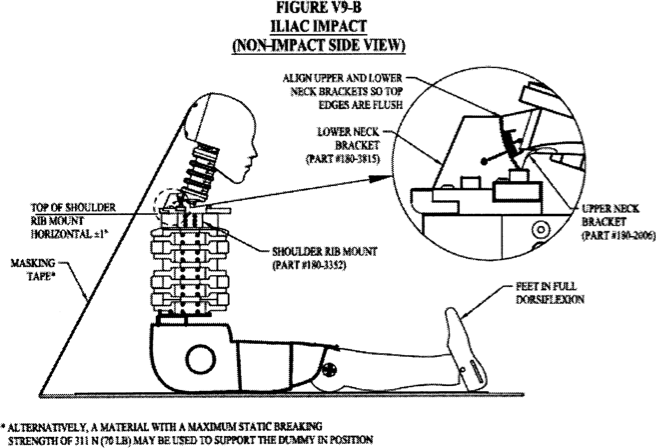 FIGURE V9-B
ILIAC IMPACT
(NON-IMPACT SIDE VIEW)
ALIGN UPPER AND LOWER
NECK BRACKETS SO TOP
EDGES ARE FLUSH
LOWER NECK
BRACKET
(PART #180-3815)
TOP OF SHOULDER
RIB MOUNT
HORIZONTAL ±1°
UPPER NECK
BRACKET
(PART #180-2006)
SHOULDER RIB MOUNT
(PART #180-3352)
MASKING
TAPE*
FEET IN FULL
DORSIFLEXION
* ALTERNATIVELY, A MATERIAL WITH A MAXIMUM STATIC BREAKING
STRENGTH OF 311 N (70 LB) MAY BE USED TO SUPPORT THE DUMMY IN POSITION